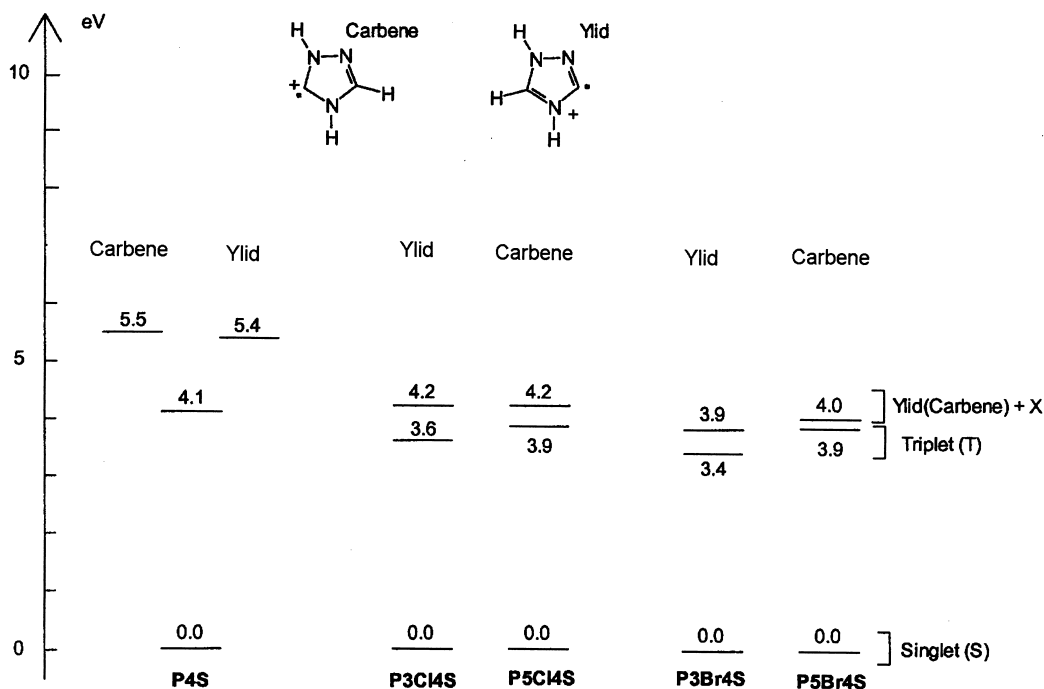 eV
10
5
0
H
Carbene
N
N
+
•
N
H
H
H
Ylid
N
N
•
H
N
+
H
Carbene
Ylid
Ylid
Carbene
Ylid
Carbene
5.5
5.4
4.1
4.2
4.2
3.9
4.0
Ylid(Carbene) + X
3.6
3.9
3.4
3.9
Triplet (T)
0.0
0.0
0.0
0.0
0.0
Singlet (S)
P4S
P3Cl4S
P5Cl4S
P3Br4S
P5Br4S